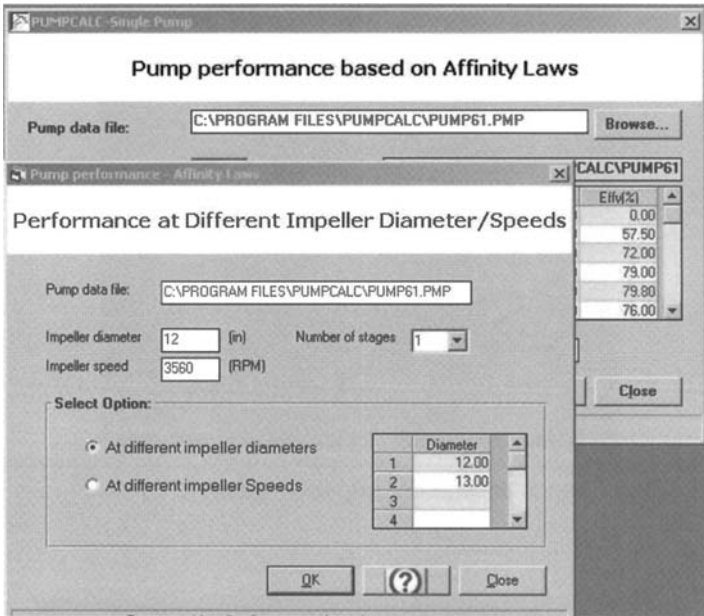 PUMPCALC-Single Pump
Pump performance based on Affinity Laws
Pump data file: C:\PROGRAM FILES\PUMPCALC\PUMP61.PMP Browse...
CALC\PUMP61
Effy(%)
0.00
57.50
72.00
79.00
79.80
76.00
Close
Pump performance - Affinity Laws
Performance at Different Impeller Diameter/Speeds
Pump data file: C:\PROGRAM FILES\PUMPCALC\PUMP61.PMP
Impeller diameter 12 (in) Number of stages 1
Impeller speed 3560 (RPM)
Select Option:
At different impeller diameters
At different impeller Speeds
Diameter
1 12.00
2 13.00
3
4
OK (?) Close